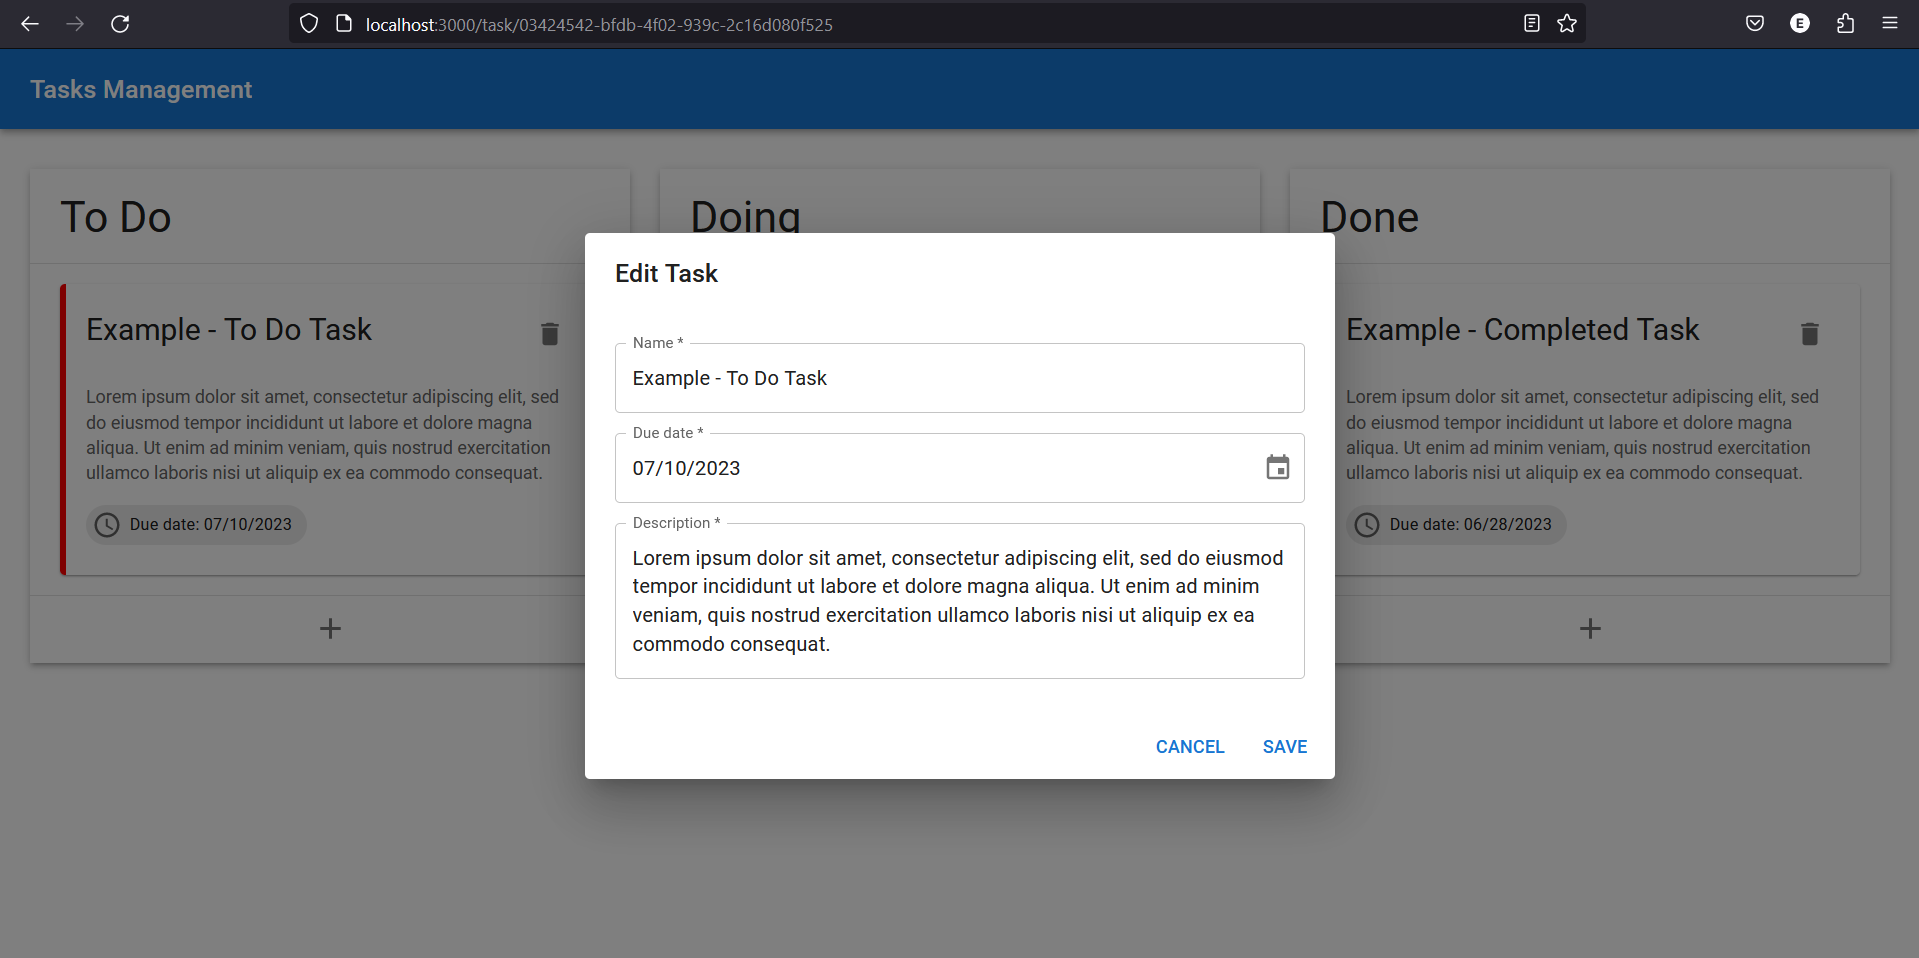 localhost:3000/task/03424542-bfdb-4f02-939c-2c16d080f525
E
Tasks Management
To Do
Example - To Do Task
Lorem ipsum dolor sit amet, consectetur adipiscing elit, sed
do eiusmod tempor incididunt ut labore et dolore magna
aliqua. Ut enim ad minim veniam, quis nostrud exercitation
ullamco laboris nisi ut aliquip ex ea commodo consequat.
Due date: 07/10/2023
Doing
Edit Task
Name *
Example - To Do Task
Due date *
07/10/2023
Description *
Lorem ipsum dolor sit amet, consectetur adipiscing elit, sed do eiusmod
tempor incididunt ut labore et dolore magna aliqua. Ut enim ad minim
veniam, quis nostrud exercitation ullamco laboris nisi ut aliquip ex ea
commodo consequat.
CANCEL SAVE
Done
Example - Completed Task
Lorem ipsum dolor sit amet, consectetur adipiscing elit, sed
do eiusmod tempor incididunt ut labore et dolore magna
aliqua. Ut enim ad minim veniam, quis nostrud exercitation
ullamco laboris nisi ut aliquip ex ea commodo consequat.
Due date: 06/28/2023